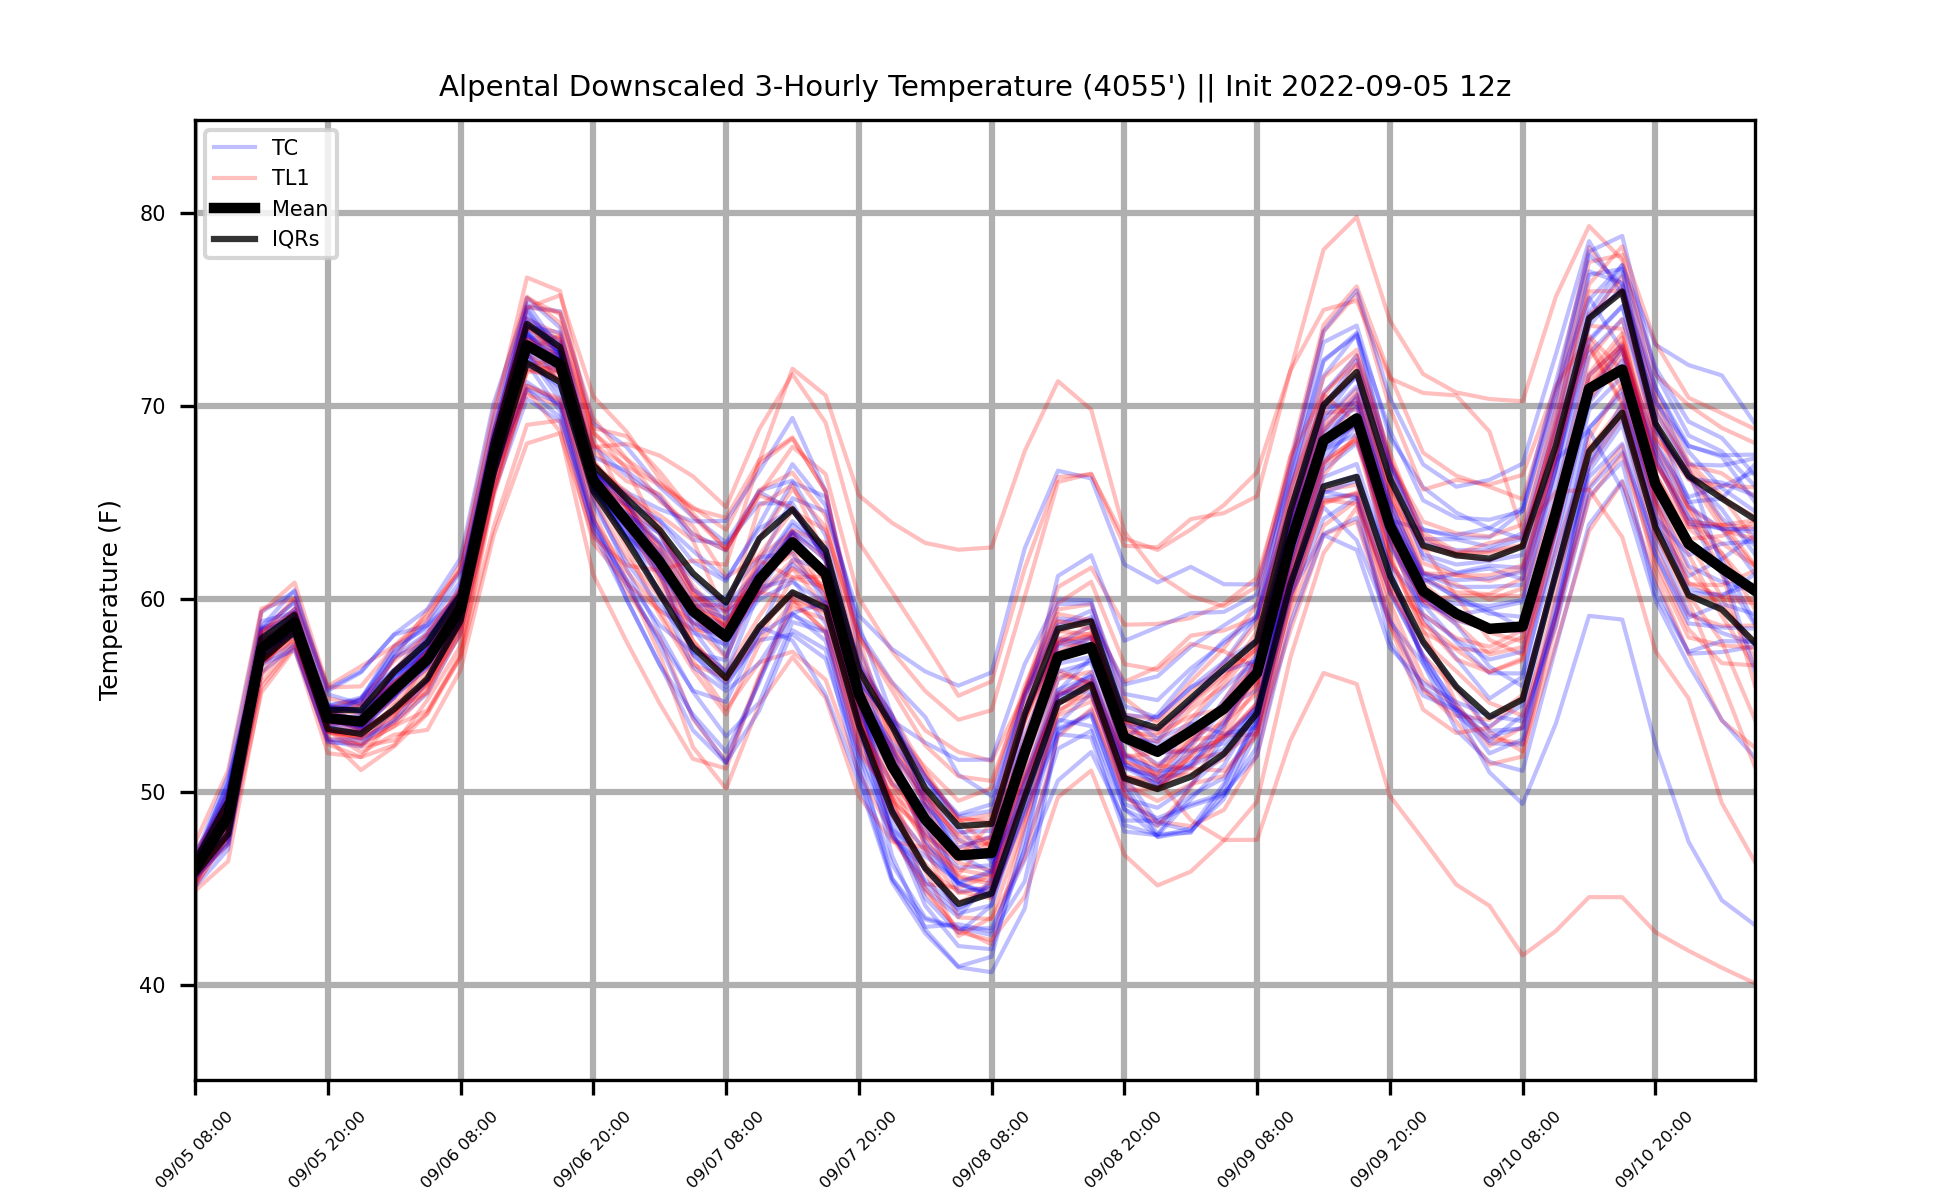 Alpental Downscaled 3-Hourly Temperature (4055') || Init 2022-09-05 12z
TC
TL1
Mean
IQRs
Temperature (F)
80
70
60
50
40
09/05 08:00
09/05 20:00
09/06 08:00
09/06 20:00
09/07 08:00
09/07 20:00
09/08 08:00
09/08 20:00
09/09 08:00
09/09 20:00
09/10 08:00
09/10 20:00